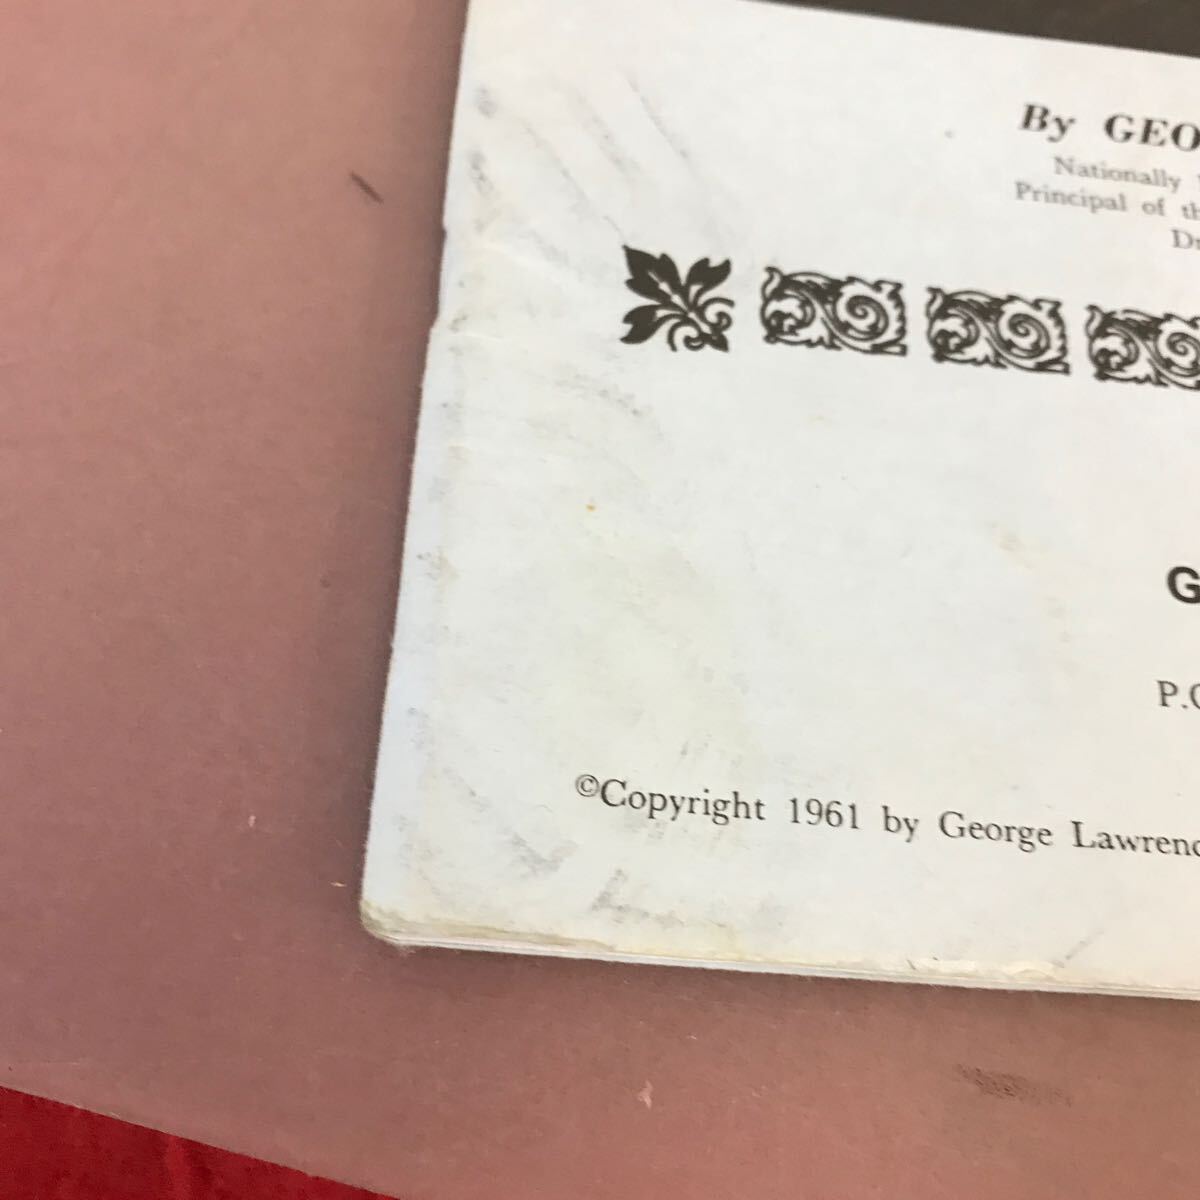 By GEO
Nationally
Principal of th
Dr
G
P.O
©Copyright 1961 by George Lawrenc